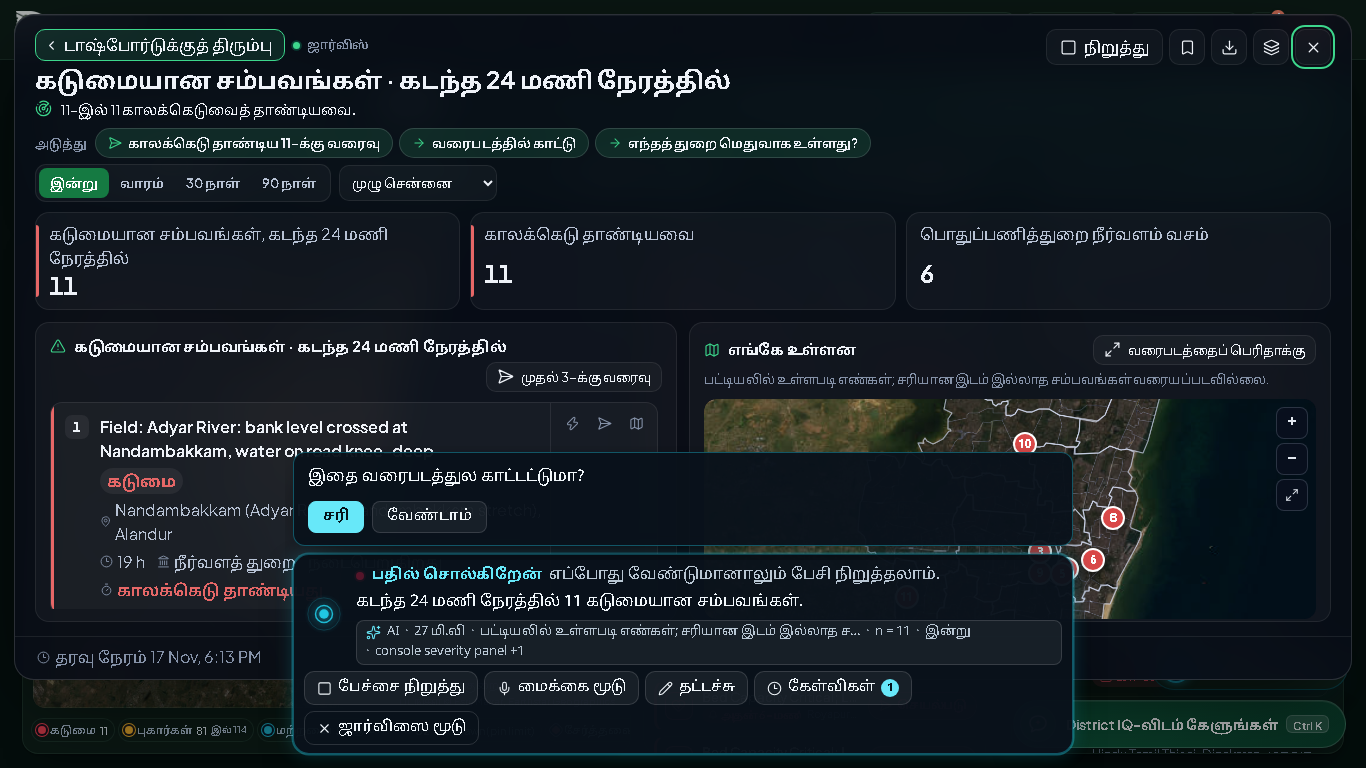 டாஷ்போர்டுக்குத் திரும்பு
ஜார்விஸ்
நிறுத்து
கடுமையான சம்பவங்கள் · கடந்த 24 மணி நேரத்தில்
11-இல் 11 காலக்கெடுவைத் தாண்டியவை.
அடுத்து
காலக்கெடு தாண்டிய 11-க்கு வரைவு
வரைபடத்தில் காட்டு
எந்தத் துறை மெதுவாக உள்ளது?
இன்று வாரம் 30 நாள் 90 நாள்
முழு சென்னை
கடுமையான சம்பவங்கள், கடந்த 24 மணி
நேரத்தில்
11
காலக்கெடு தாண்டியவை
11
பொதுப்பணித்துறை நீர்வளம் வசம்
6
கடுமையான சம்பவங்கள் · கடந்த 24 மணி நேரத்தில்
முதல் 3-க்கு வரைவு
1
Field: Adyar River: bank level crossed at
Nandambakkam, water on road knee-deep
கடுமை
Nandambakkam (Adyar
Alandur
19 h நீர்வளத் துறை
காலக்கெடு
எங்கே உள்ளன
வரைபடத்தைப் பெரிதாக்கு
பட்டியலில் உள்ளபடி எண்கள்; சரியான இடம் இல்லாத சம்பவங்கள் வரையப்படவில்லை.
10
8
6
+
−
இதை வரைபடத்துல காட்டட்டுமா?
சரி
வேண்டாம்
பதில் சொல்கிறேன் எப்போது வேண்டுமானாலும் பேசி நிறுத்தலாம்.
கடந்த 24 மணி நேரத்தில் 11 கடுமையான சம்பவங்கள்.
AI · 27 மி.வி · பட்டியலில் உள்ளபடி எண்கள்; சரியான இடம் இல்லாத ச... · n = 11 · இன்று
· console severity panel +1
பேச்சை நிறுத்து
மைக்கை மூடு
தட்டச்சு
கேள்விகள் 1
ஜார்விஸை மூடு
தரவு நேரம் 17 Nov, 6:13 PM
கடுமை 11
புகார்கள் 81 இல் 114
District IQ-விடம் கேளுங்கள்
Ctrl K